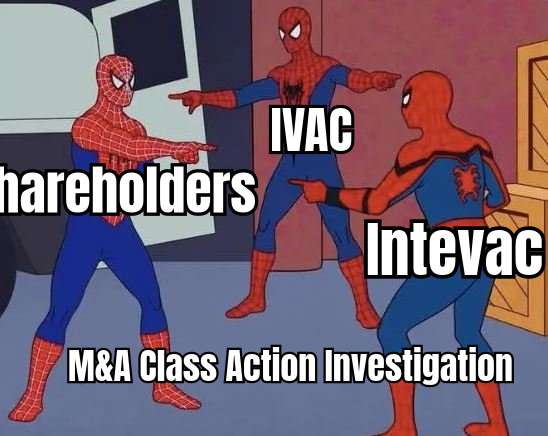 IVAC
hareholders
Intevac
M&A Class Action Investigation